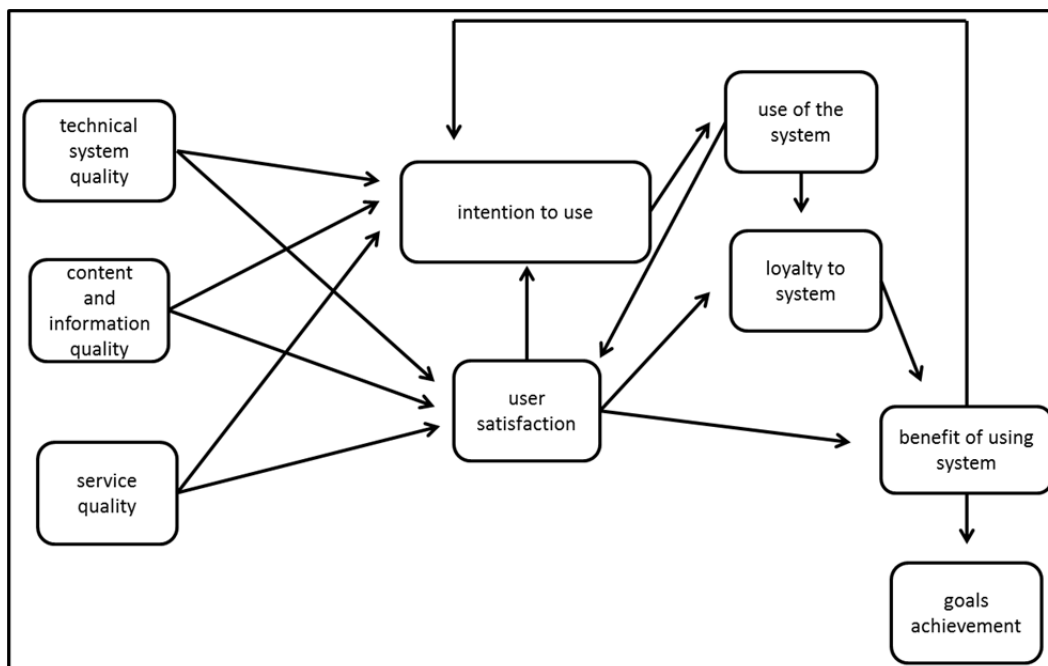 technical
system
quality
content
and
information
quality
service
quality
intention to use
user
satisfaction
use of the
system
loyalty to
system
benefit of using
system
goals
achievement